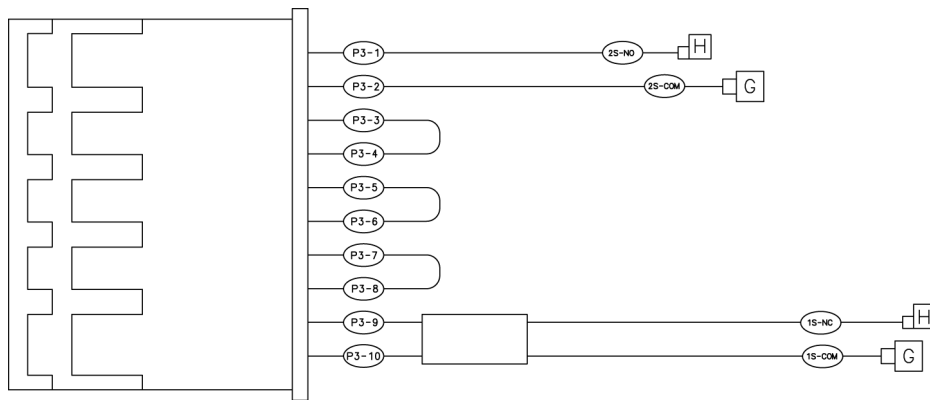 P3-1 2S-NO H
P3-2 2S-COM G
P3-3
P3-4
P3-5
P3-6
P3-7
P3-8
P3-9 1S-NC H
P3-10 1S-COM G